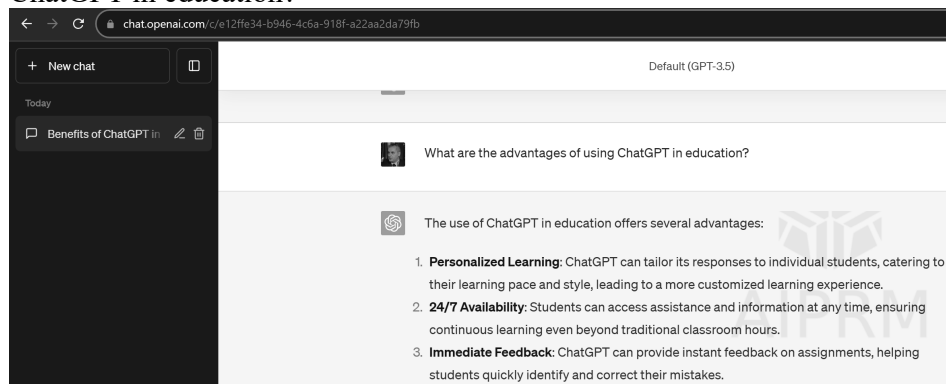 ChatGPT in education?
chat.openai.com/c/e12ffe34-b946-4c6a-918f-a22aa2da79fb
+ New chat
Default (GPT-3.5)
Today
Benefits of ChatGPT in
What are the advantages of using ChatGPT in education?
The use of ChatGPT in education offers several advantages:
1. Personalized Learning: ChatGPT can tailor its responses to individual students, catering to
their learning pace and style, leading to a more customized learning experience.
2. 24/7 Availability: Students can access assistance and information at any time, ensuring
continuous learning even beyond traditional classroom hours.
3. Immediate Feedback: ChatGPT can provide instant feedback on assignments, helping
students quickly identify and correct their mistakes.
AIPRM